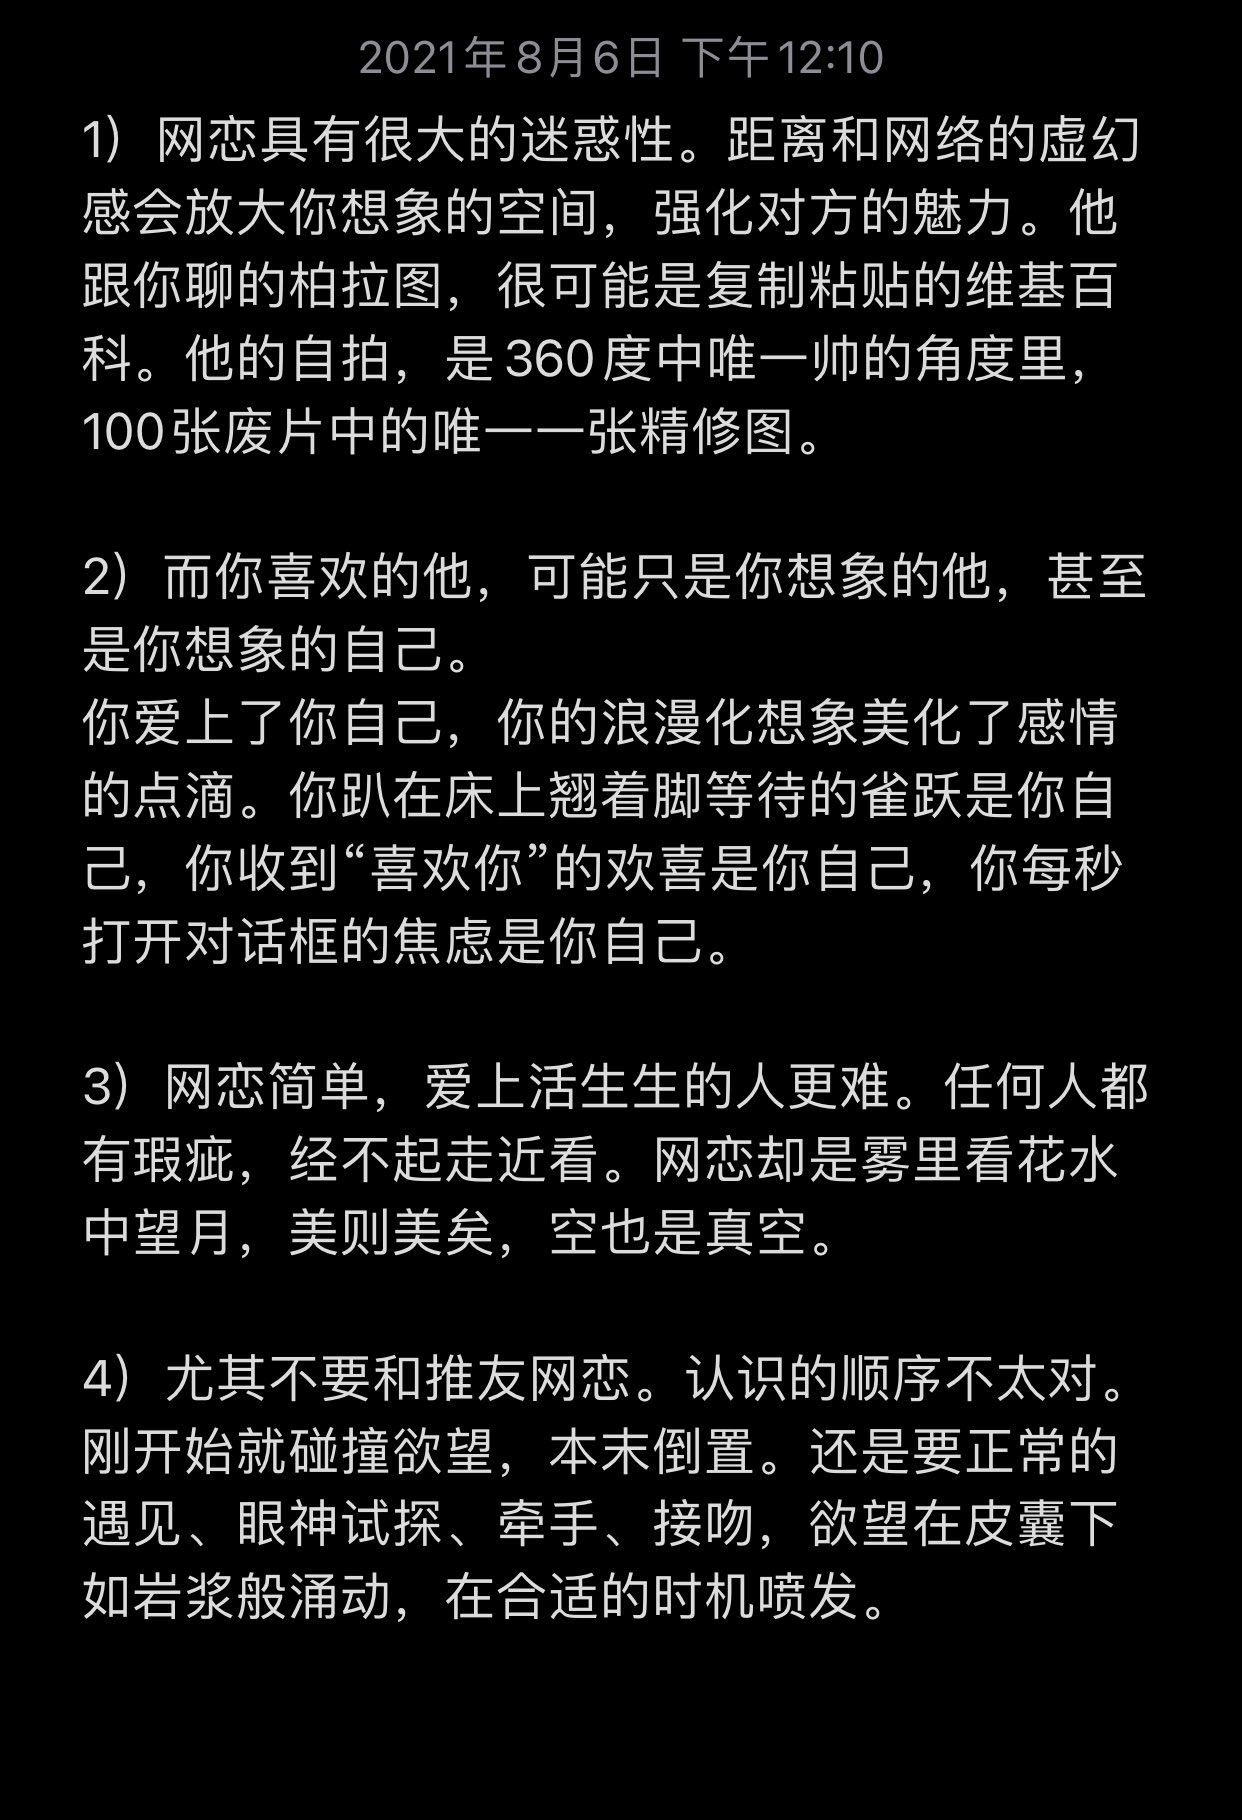 2021年8月6日 下午12:10
1）网恋具有很大的迷惑性。距离和网络的虚幻
感会放大你想象的空间，强化对方的魅力。他
跟你聊的柏拉图，很可能是复制粘贴的维基百
科。他的自拍，是360度中唯一帅的角度里，
100张废片中的唯一一张精修图。
2）而你喜欢的他，可能只是你想象的他，甚至
是你想象的自己。
你爱上了你自己，你的浪漫化想象美化了感情
的点滴。你趴在床上翘着脚等待的雀跃是你自
己，你收到“喜欢你”的欢喜是你自己，你每秒
打开对话框的焦虑是你自己。
3）网恋简单，爱上活生生的人更难。任何人都
有瑕疵，经不起走近看。网恋却是雾里看花水
中望月，美则美矣，空也是真空。
4）尤其不要和推友网恋。认识的顺序不太对。
刚开始就碰撞欲望，本末倒置。还是要正常的
遇见、眼神试探、牵手、接吻，欲望在皮囊下
如岩浆般涌动，在合适的时机喷发。